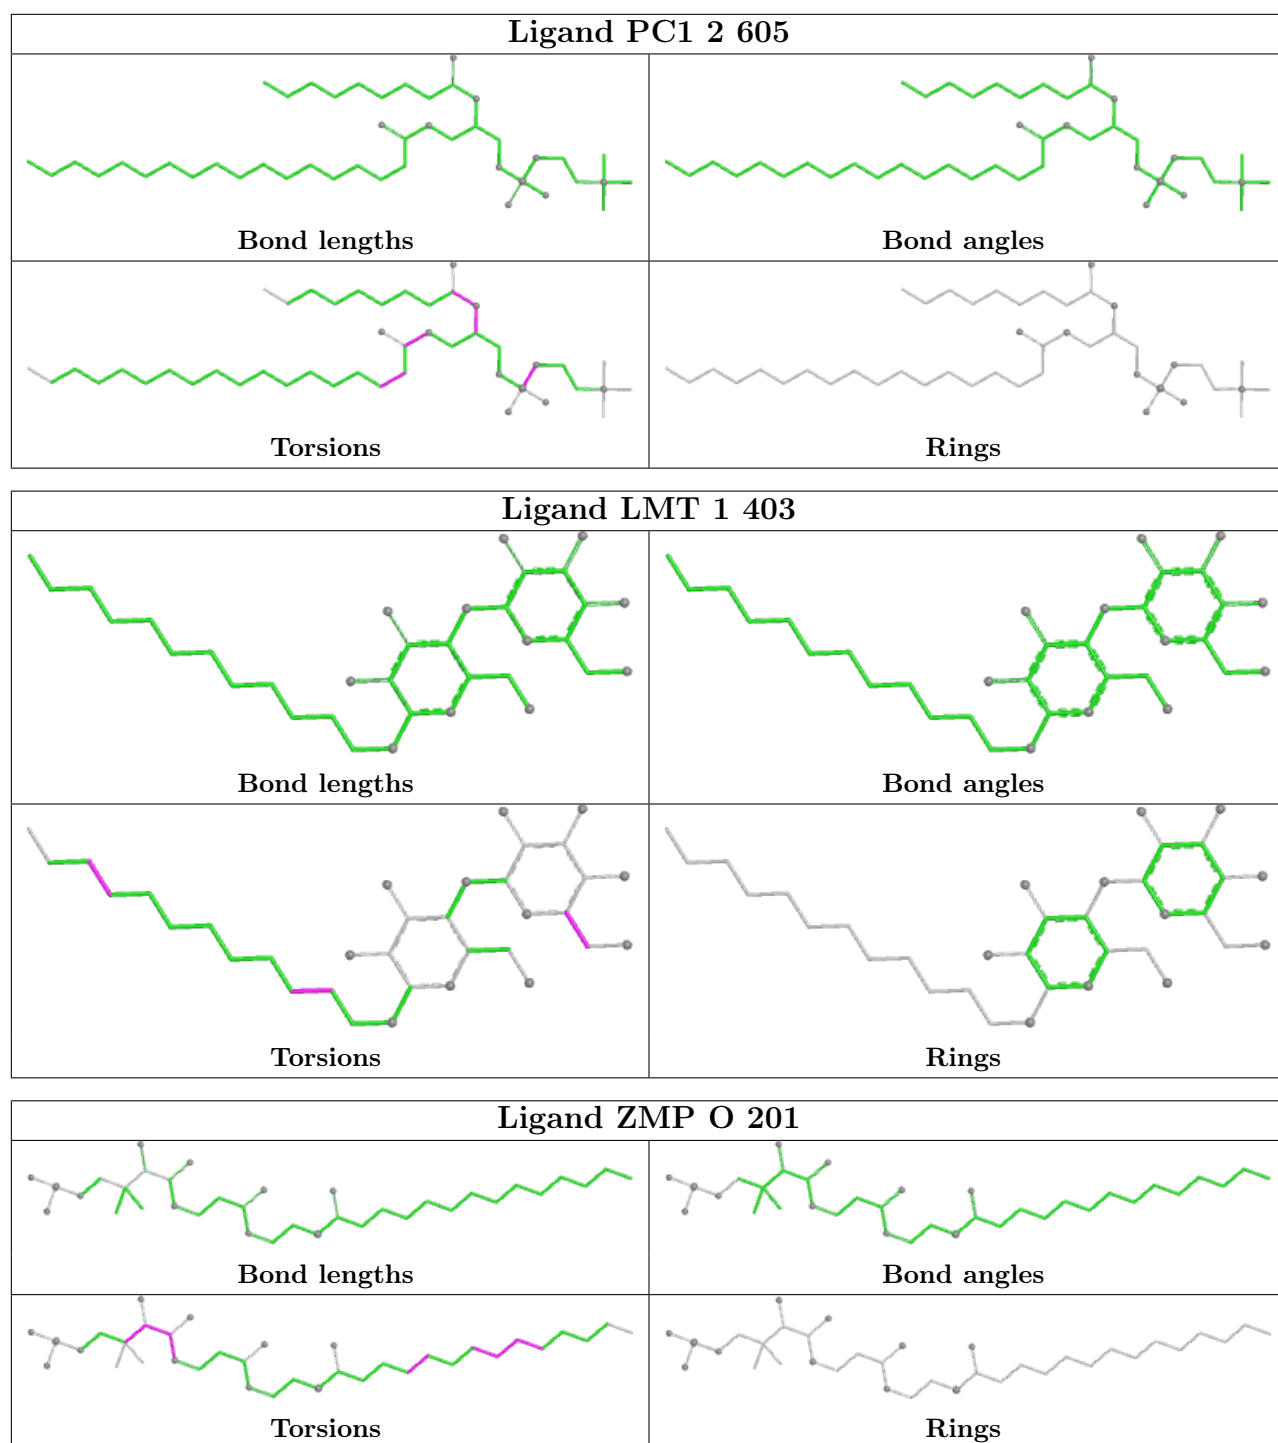 Ligand PC1 2 605
Bond lengths
Bond angles
Torsions
Rings
Ligand LMT 1 403
Bond lengths
Bond angles
Torsions
Rings
Ligand ZMP O 201
Bond lengths
Bond angles
Torsions
Rings